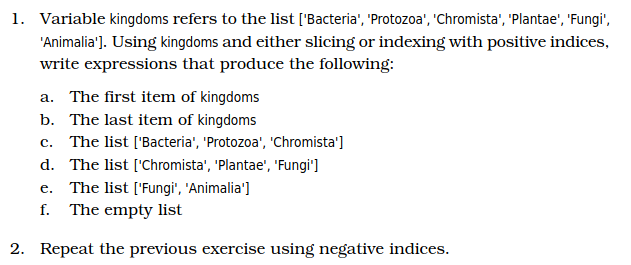 1. Variable kingdoms refers to the list ['Bacteria', 'Protozoa', 'Chromista', 'Plantae', 'Fungi',
'Animalia']. Using kingdoms and either slicing or indexing with positive indices,
write expressions that produce the following:
a. The first item of kingdoms
b. The last item of kingdoms
c. The list ['Bacteria', 'Protozoa', 'Chromista']
d. The list ['Chromista', 'Plantae', 'Fungi']
e. The list ['Fungi', 'Animalia']
f. The empty list
2. Repeat the previous exercise using negative indices.